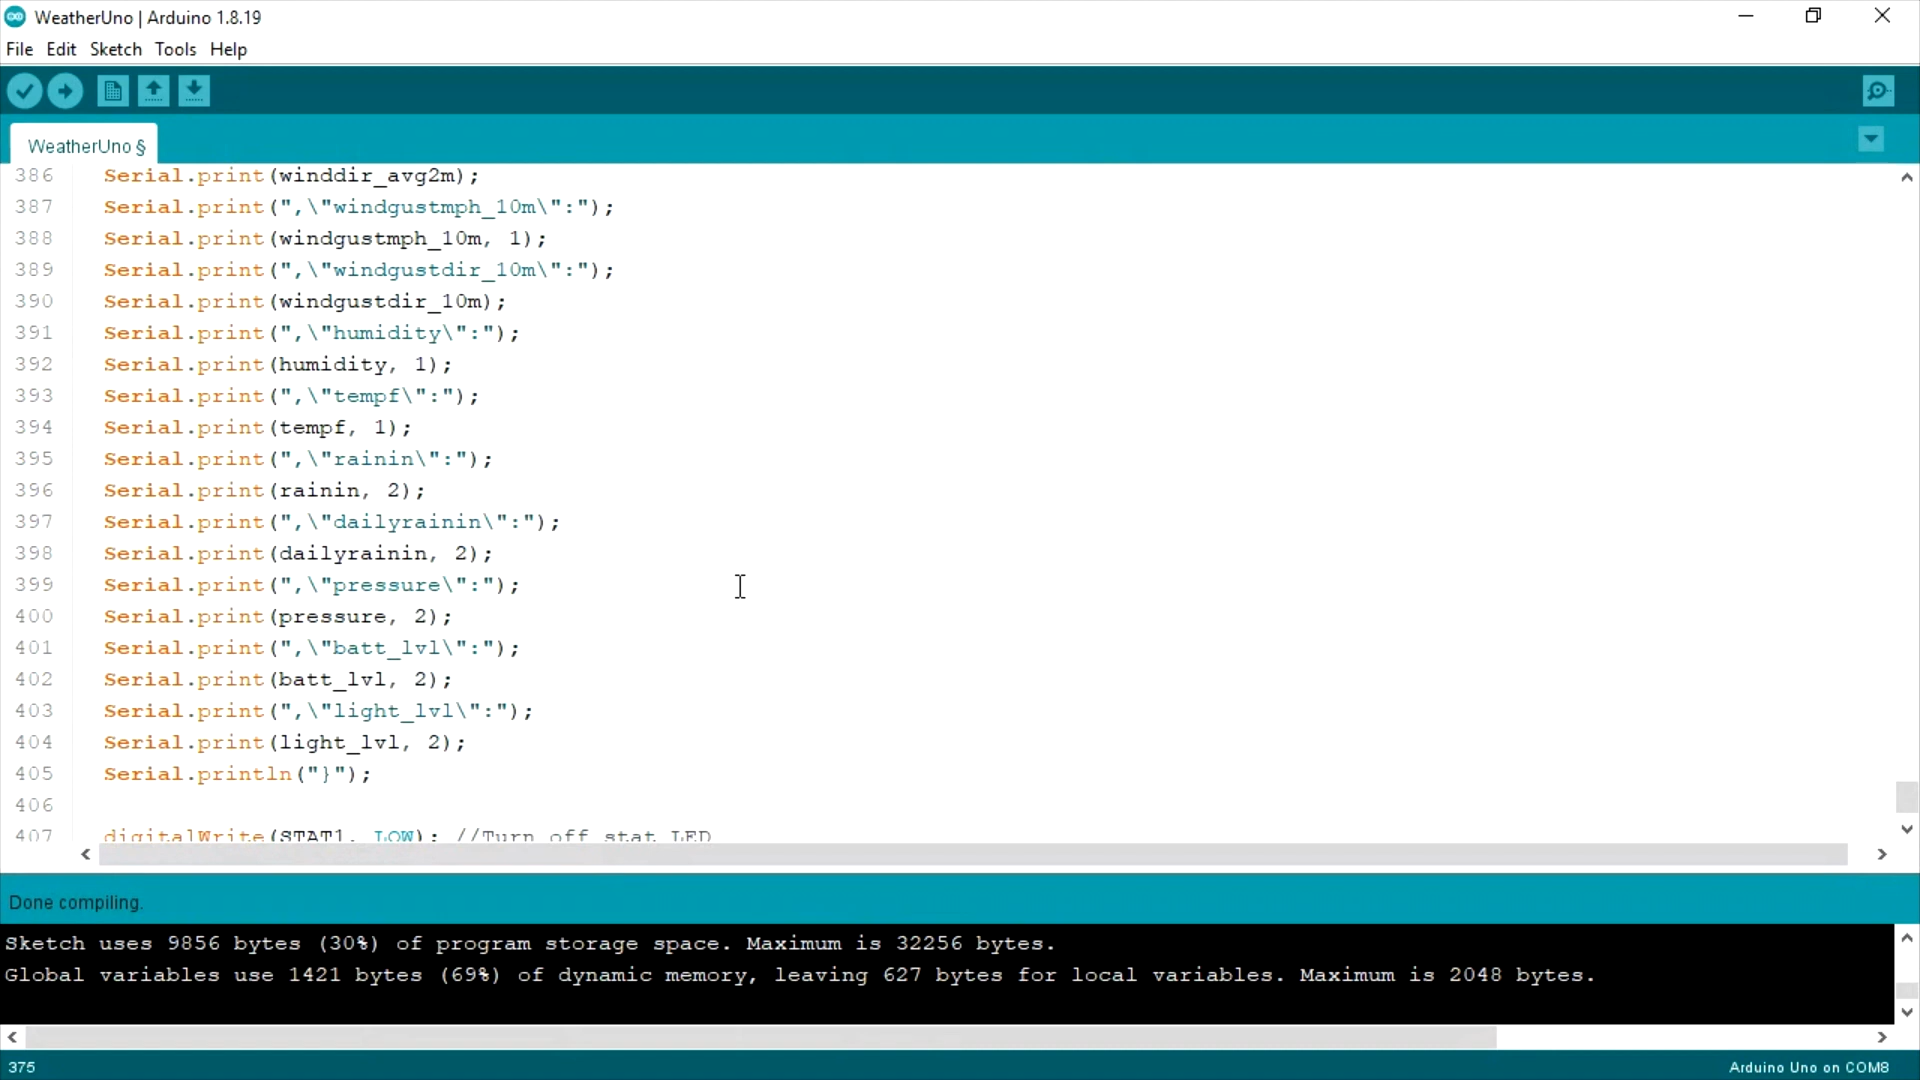 WeatherUno | Arduino 1.8.19
File Edit Sketch Tools Help
WeatherUno §
386 Serial.print(winddir_avg2m);
387 Serial.print(",\"windgustmph_10m\":");
388 Serial.print(windgustmph_10m, 1);
389 Serial.print(",\"windgustdir_10m\":");
390 Serial.print(windgustdir_10m);
391 Serial.print(",\"humidity\":");
392 Serial.print(humidity, 1);
393 Serial.print(",\"tempf\":");
394 Serial.print(tempf, 1);
395 Serial.print(",\"rainin\":");
396 Serial.print(rainin, 2);
397 Serial.print(",\"dailyrainin\":");
398 Serial.print(dailyrainin, 2);
399 Serial.print(",\"pressure\":");
400 Serial.print(pressure, 2);
401 Serial.print(",\"batt_lvl\":");
402 Serial.print(batt_lvl, 2);
403 Serial.print(",\"light_lvl\":");
404 Serial.print(light_lvl, 2);
405 Serial.println("}");
406
407 digitalWrite(STAT1, LOW); //Turn off stat LED
Done compiling.
Sketch uses 9856 bytes (30%) of program storage space. Maximum is 32256 bytes.
Global variables use 1421 bytes (69%) of dynamic memory, leaving 627 bytes for local variables. Maximum is 2048 bytes.
375 Arduino Uno on COM8